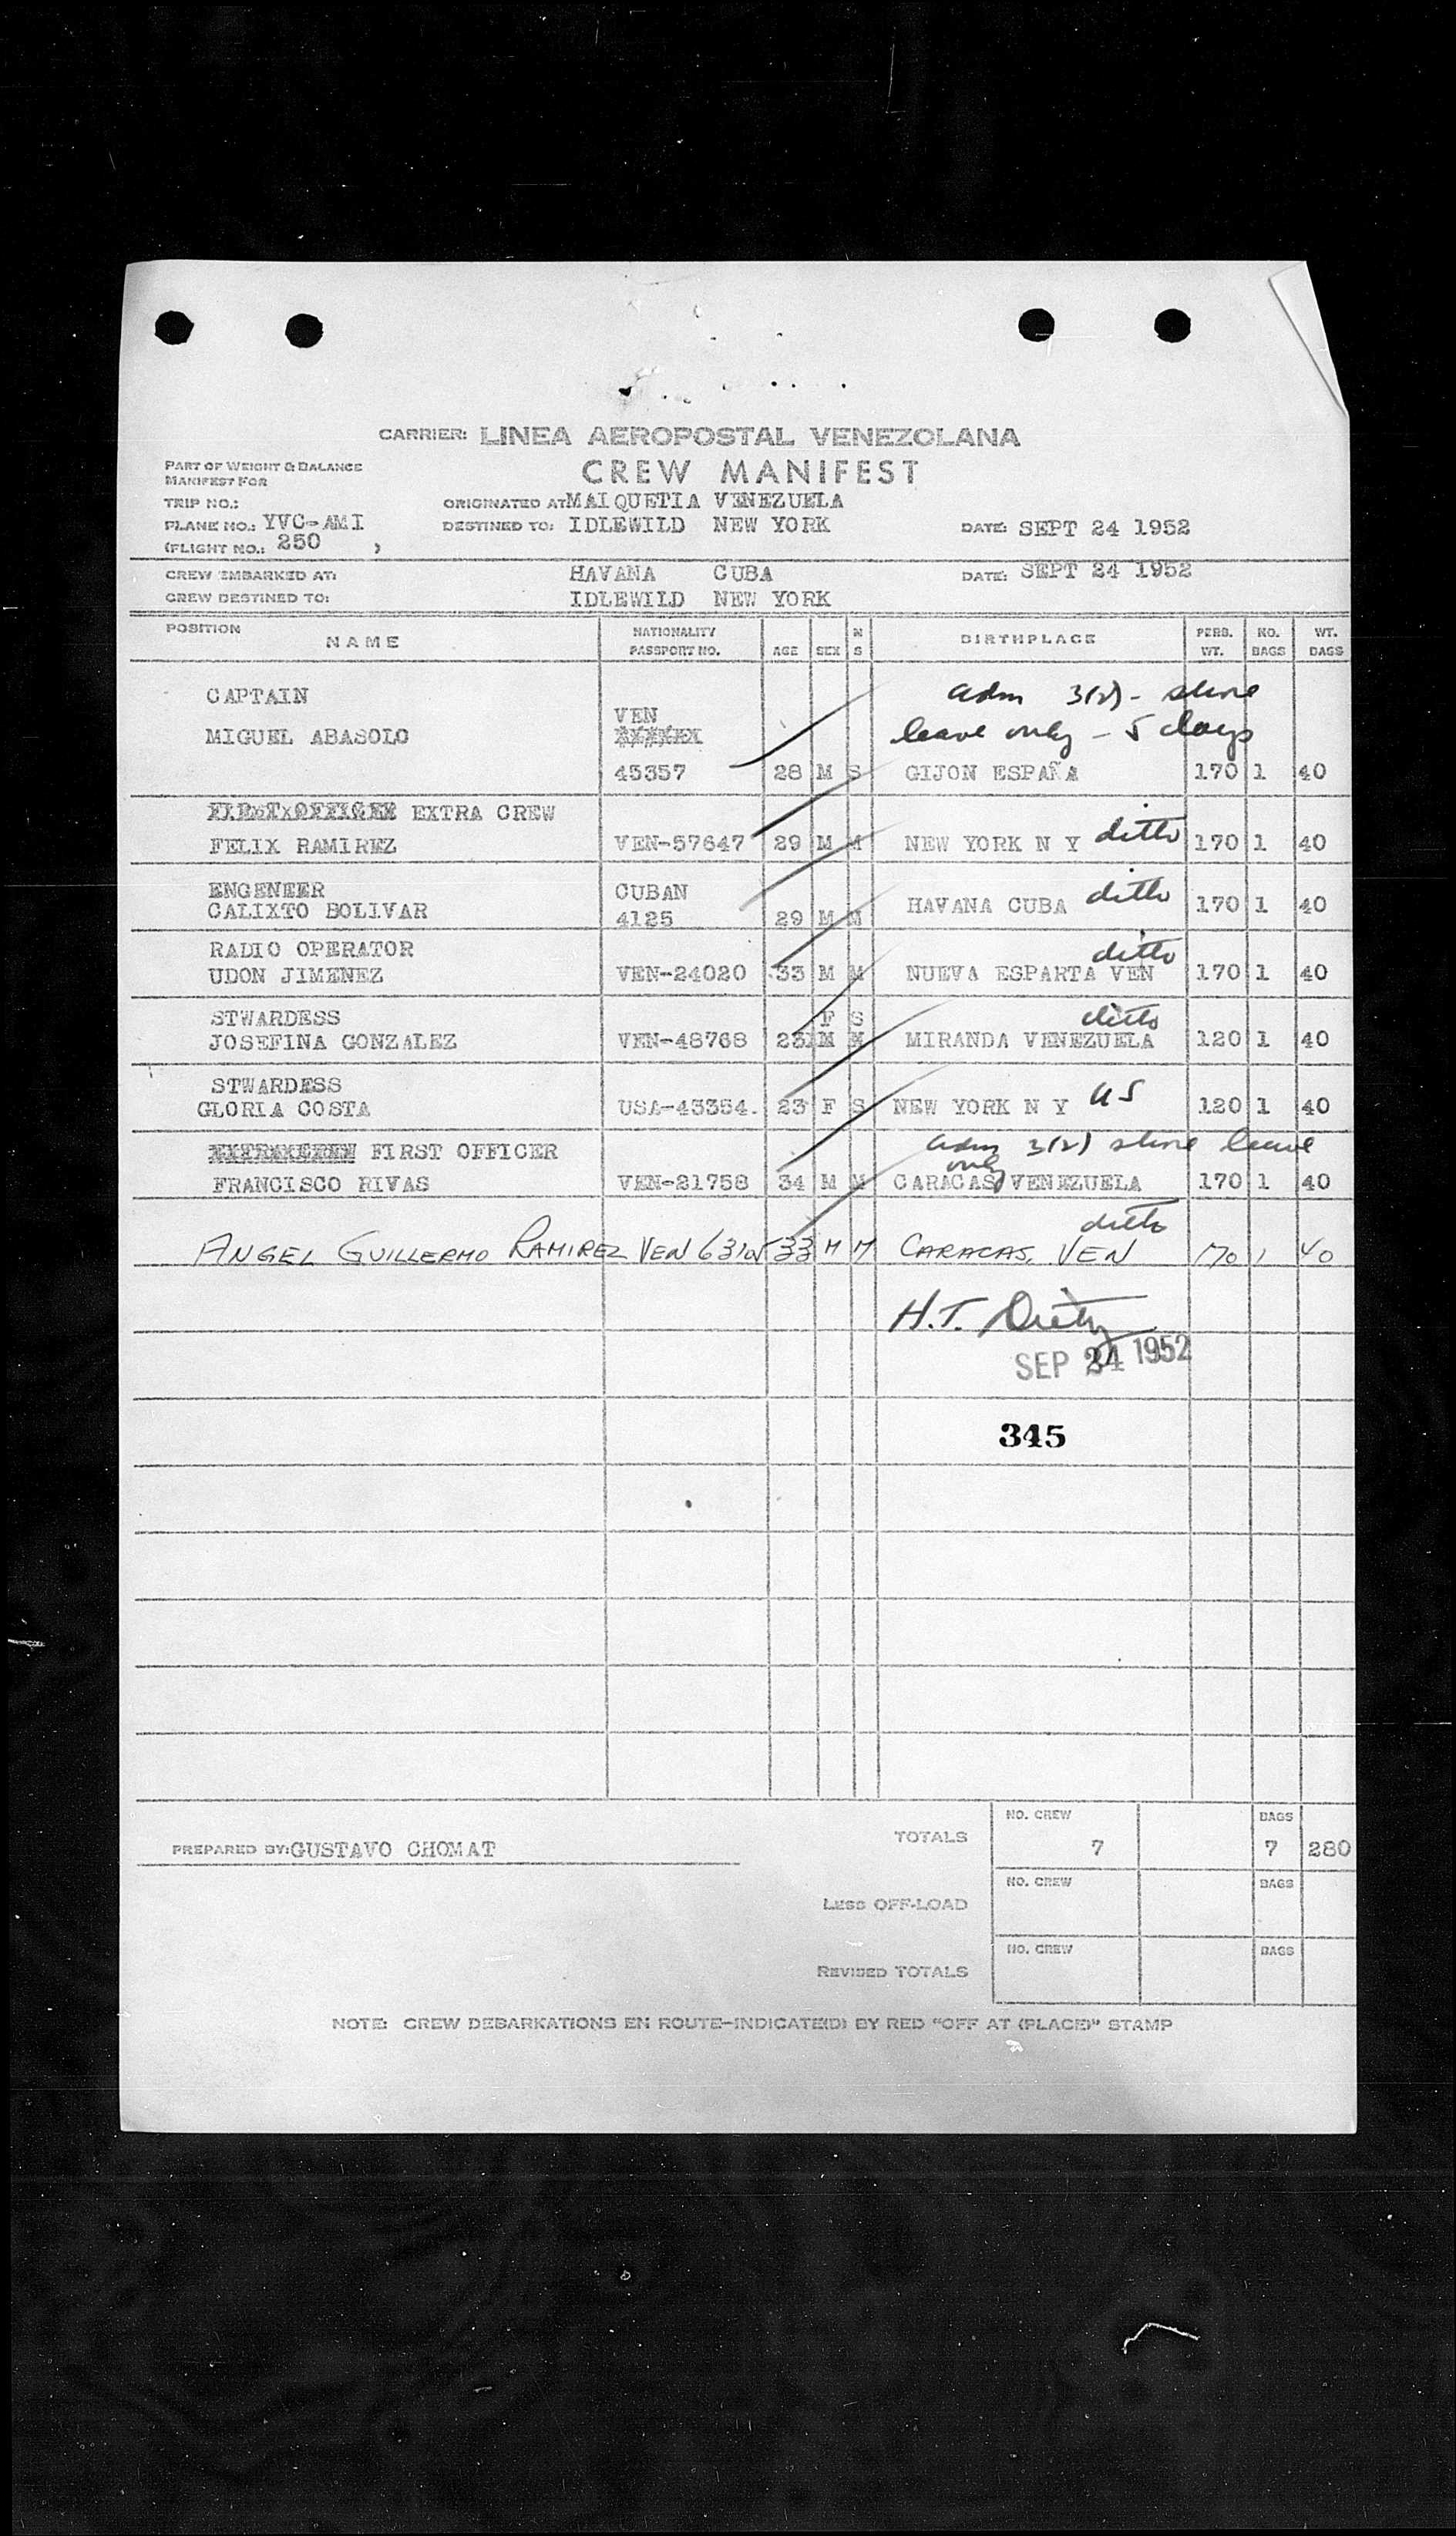 CARRIER: LINEA AEROPOSTAL VENEZOLANA
PART OF WEIGHT & BALANCE
MANIFEST FOR
CREW MANIFEST
TRIP NO.: ORIGINATED AT MAIQUETIA VENEZUELA
PLANE NO.: YVC-AMI DESTINED TO: IDLEWILD NEW YORK DATE: SEPT 24 1952
(FLIGHT NO.: 250 )
CREW EMBARKED AT: HAVANA CUBA DATE: SEPT 24 1952
CREW DESTINED TO: IDLEWILD NEW YORK
POSITION NAME NATIONALITY PASSPORT NO. AGE SEX M S BIRTHPLACE PERS. WT. NO. BAGS WT. BAGS
CAPTAIN adm 3(2) - shore
VEN
MIGUEL ABASOLO leave only - 5 days
45357 28 M S GIJON ESPAÑA 170 1 40
FIRST OFFICER EXTRA CREW
FELIX RAMIREZ VEN-57647 29 M M NEW YORK N Y ditto 170 1 40
ENGENEER CUBAN
CALIXTO BOLIVAR 4125 29 M M HAVANA CUBA ditto 170 1 40
RADIO OPERATOR ditto
UDON JIMENEZ VEN-24020 33 M M NUEVA ESPARTA VEN 170 1 40
STWARDESS F S ditto
JOSEFINA GONZALEZ VEN-48768 23 M M MIRANDA VENEZUELA 120 1 40
STWARDESS
GLORIA COSTA USA-43354. 23 F S NEW YORK N Y US 120 1 40
FIRST OFFICER adm 3(2) shore leave
only
FRANCISCO RIVAS VEN-21758 34 M M CARACAS VENEZUELA 170 1 40
ditto
ANGEL GUILLERMO RAMIREZ VEN 33 M M CARACAS, VEN 170 1 40
H.T.
SEP 24 1952
345
NO. CREW BAGS
PREPARED BY: GUSTAVO CHOMAT TOTALS 7 7 280
NO. CREW BAGS
LESS OFF-LOAD
NO. CREW BAGS
REVISED TOTALS
NOTE: CREW DEBARKATIONS EN ROUTE-INDICATE(D) BY RED "OFF AT (PLACE)" STAMP